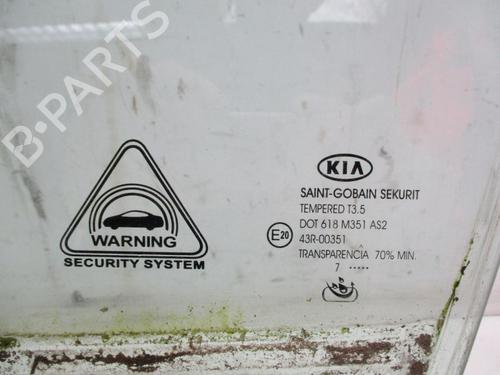 B-PARTS
WARNING
SECURITY SYSTEM
KIA
SAINT-GOBAIN SEKURIT
TEMPERED T3.5
DOT 618 M351 AS2
E20
43R-00351
TRANSPARENCIA 70% MIN.
7 .....